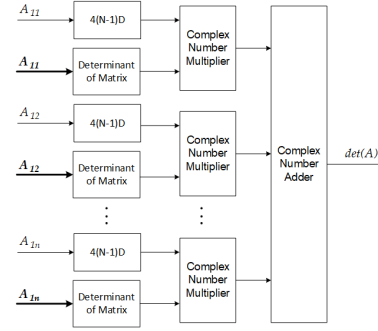 A11
4(N-1)D
Complex
Number
Multiplier
A11
Determinant
of Matrix
A12
4(N-1)D
Complex
Number
Multiplier
A12
Determinant
of Matrix
Complex
Number
Adder
det(A)
A1n
4(N-1)D
Complex
Number
Multiplier
A1n
Determinant
of Matrix